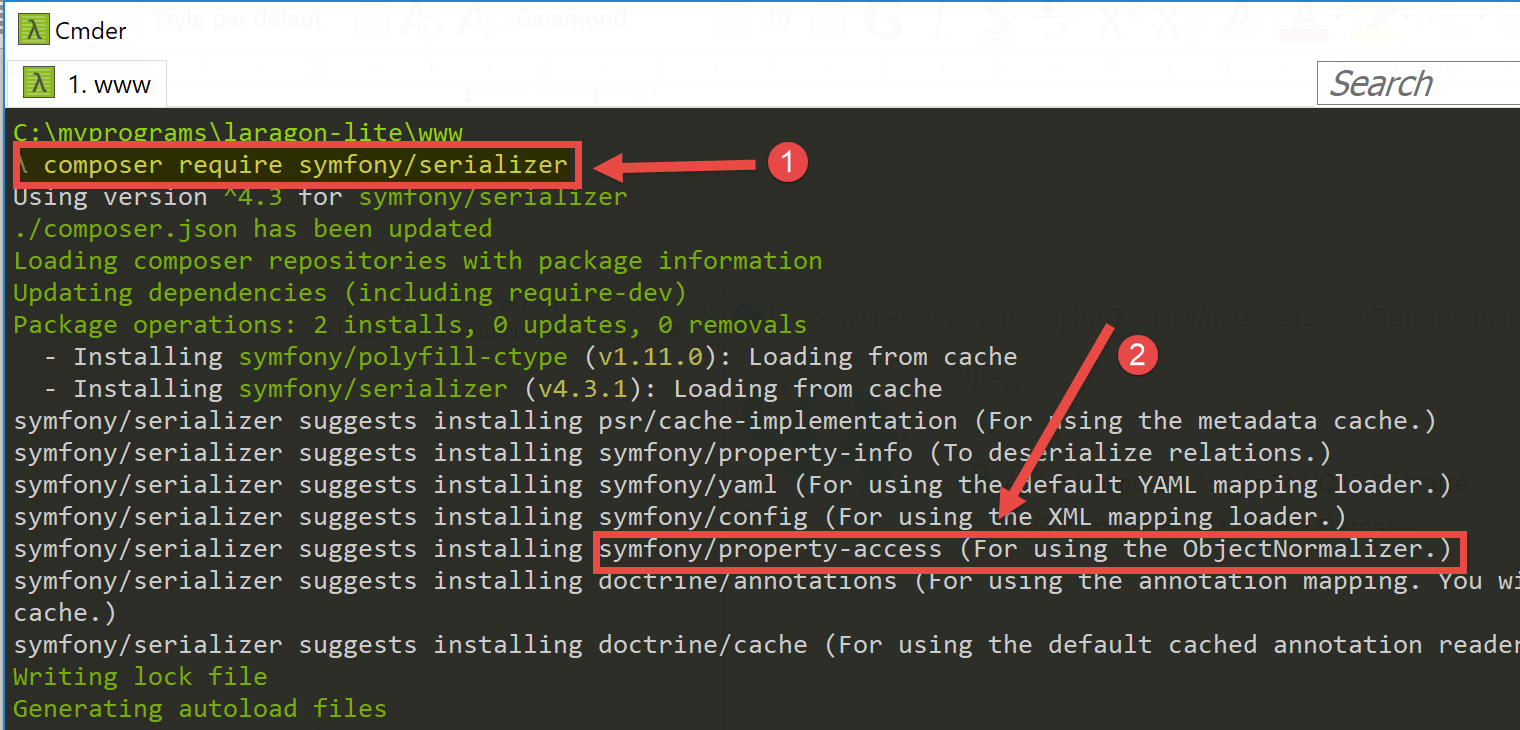 Style par défaut Garamond 10
Cmder
1. www
Search
C:\myprograms\laragon-lite\www
λ composer require symfony/serializer
1
Using version ^4.3 for symfony/serializer
./composer.json has been updated
Loading composer repositories with package information
Updating dependencies (including require-dev)
Package operations: 2 installs, 0 updates, 0 removals
- Installing symfony/polyfill-ctype (v1.11.0): Loading from cache
2
- Installing symfony/serializer (v4.3.1): Loading from cache
symfony/serializer suggests installing psr/cache-implementation (For using the metadata cache.)
symfony/serializer suggests installing symfony/property-info (To deserialize relations.)
symfony/serializer suggests installing symfony/yaml (For using the default YAML mapping loader.)
symfony/serializer suggests installing symfony/config (For using the XML mapping loader.)
symfony/serializer suggests installing symfony/property-access (For using the ObjectNormalizer.)
symfony/serializer suggests installing doctrine/annotations (For using the annotation mapping. You wi
cache.)
symfony/serializer suggests installing doctrine/cache (For using the default cached annotation reader
Writing lock file
Generating autoload files